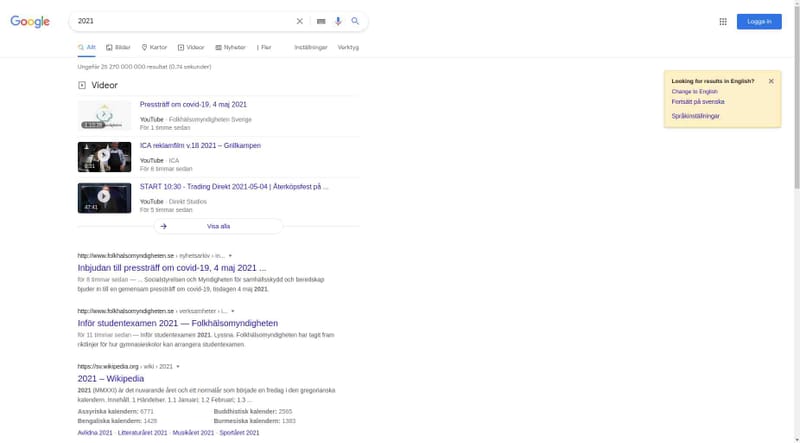 Google
2021
Logga in
Allt
Bilder
Kartor
Videor
Nyheter
Fler
Inställningar
Verktyg
Ungefär 25 270 000 000 resultat (0,74 sekunder)
Looking for results in English?
Change to English
Fortsätt på svenska
Språkinställningar
Videor
Pressträff om covid-19, 4 maj 2021
YouTube · Folkhälsomyndigheten Sverige
För 1 timme sedan
ICA reklamfilm v.18 2021 – Grillkampen
YouTube · ICA
För 6 timmar sedan
START 10:30 - Trading Direkt 2021-05-04 | Återköpsfest på ...
YouTube · Direkt Studios
För 5 timmar sedan
47:41
Visa alla
http://www.folkhalsomyndigheten.se › nyhetsarkiv › in...
Inbjudan till pressträff om covid-19, 4 maj 2021 ...
för 8 timmar sedan — ... Socialstyrelsen och Myndigheten för samhällsskydd och beredskap
bjuder in till en gemensam pressträff om covid-19, tisdagen 4 maj 2021.
http://www.folkhalsomyndigheten.se › verksamheter › i...
Inför studentexamen 2021 — Folkhälsomyndigheten
för 11 timmar sedan — Inför studentexamen 2021. Lyssna. Folkhälsomyndigheten har tagit fram
riktlinjer för hur gymnasieskolor kan arrangera studentexamen.
https://sv.wikipedia.org › wiki › 2021
2021 – Wikipedia
2021 (MMXXI) är det nuvarande året och ett normalår som började en fredag i den gregorianska
kalendern. Innehåll. 1 Händelser. 1.1 Januari; 1.2 Februari; 1.3 ...
Assyriska kalendern: 6771
Buddhistisk kalender: 2565
Bengaliska kalendern: 1428
Burmesiska kalender: 1383
Avlidna 2021 · Litteraturåret 2021 · Musikåret 2021 · Sportåret 2021